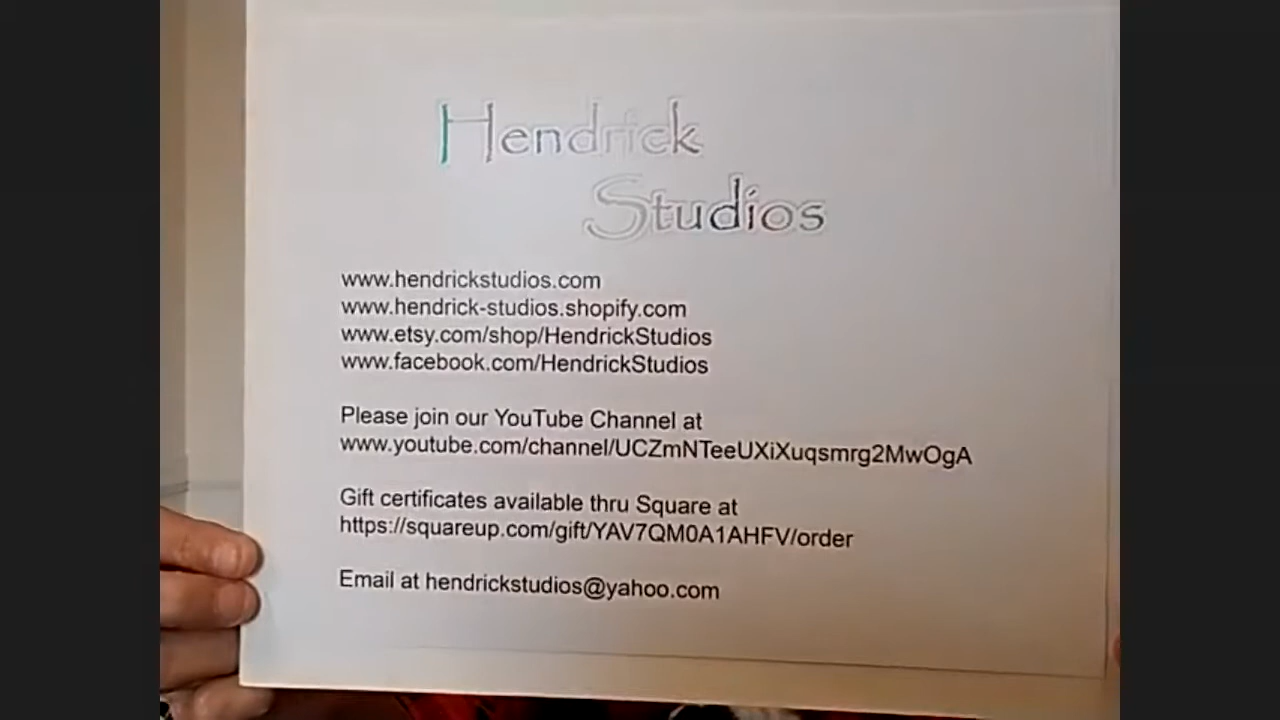 Hendrick
Studios
www.hendrickstudios.com
www.hendrick-studios.shopify.com
www.etsy.com/shop/HendrickStudios
www.facebook.com/HendrickStudios
Please join our YouTube Channel at
www.youtube.com/channel/UCZmNTeeUXiXuqsmrg2MwOgA
Gift certificates available thru Square at
https://squareup.com/gift/YAV7QM0A1AHFV/order
Email at hendrickstudios@yahoo.com